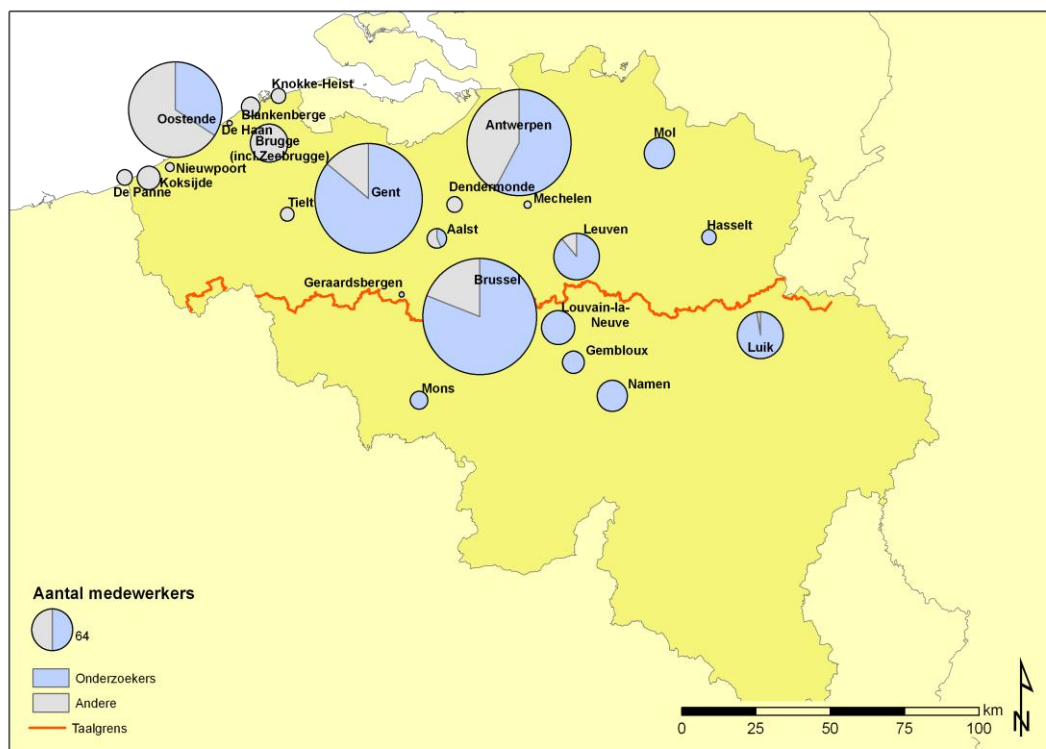 Knokke-Heist
Oostende
Blankenberge
De Haan
Brugge
(incl.Zeebrugge)
Antwerpen
Mol
Nieuwpoort
Koksijde
De Panne
Gent
Dendermonde
Mechelen
Tielt
Aalst
Leuven
Hasselt
Geraardsbergen
Brussel
Louvain-la-
Neuve
Luik
Gembloux
Mons
Namen
Aantal medewerkers
64
Onderzoekers
Andere
Taalgrens
km
0 25 50 75 100
N